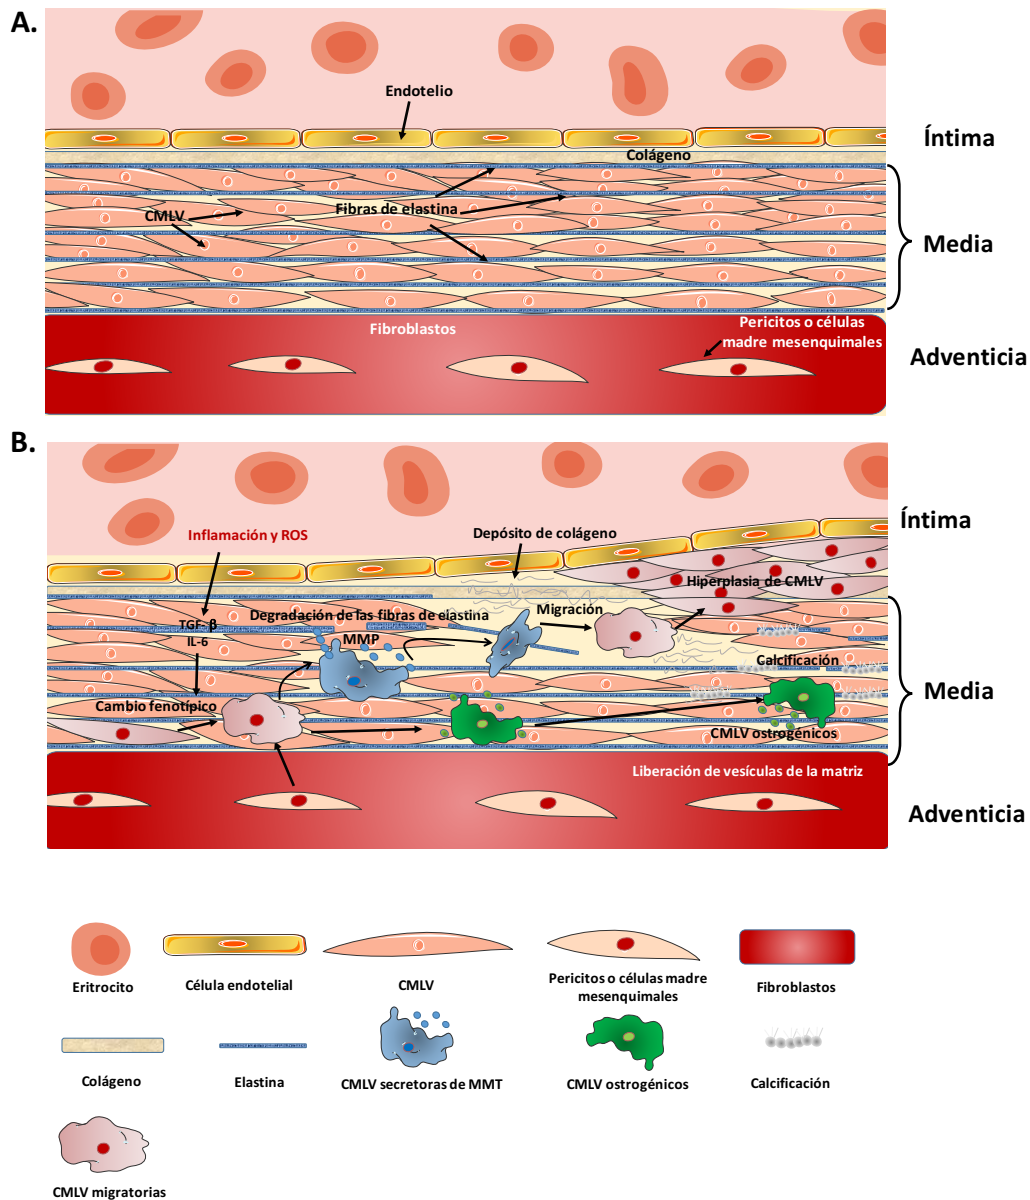 A.
Endotelio
Íntima
Colágeno
CMLV
Fibras de elastina
Media
Fibroblastos
Pericitos o células
madre mesenquimales
Adventicia
B.
Íntima
Inflamación y ROS
Depósito de colágeno
Hiperplasia de CMLV
Degradación de las fibras de elastina
Migración
TGF-β
IL-6
MMP
Calcificación
Media
Cambio fenotípico
CMLV ostrogénicos
Liberación de vesículas de la matriz
Adventicia
Eritrocito
Célula endotelial
CMLV
Pericitos o células madre
mesenquimales
Fibroblastos
Colágeno
Elastina
CMLV secretoras de MMT
CMLV ostrogénicos
Calcificación
CMLV migratorias